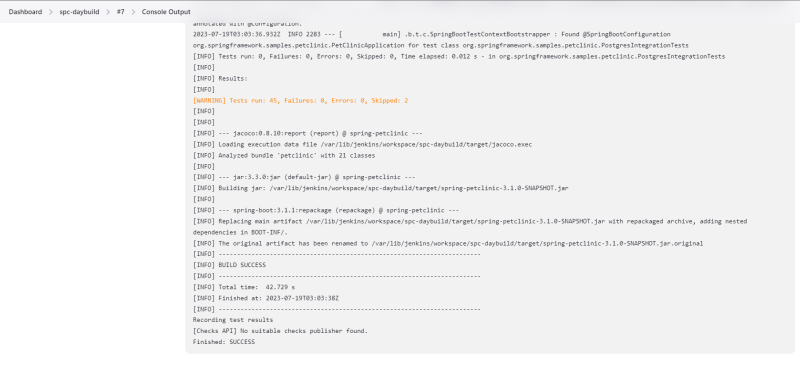 Dashboard > spc-daybuild > #7 > Console Output
annotated with @Configuration.
2023-07-19T03:03:36.932Z  INFO 2283 --- [           main] .b.t.c.SpringBootTestContextBootstrapper : Found @SpringBootConfiguration
org.springframework.samples.petclinic.PetClinicApplication for test class org.springframework.samples.petclinic.PostgresIntegrationTests
[INFO] Tests run: 0, Failures: 0, Errors: 0, Skipped: 0, Time elapsed: 0.012 s - in org.springframework.samples.petclinic.PostgresIntegrationTests
[INFO]
[INFO] Results:
[INFO]
[WARNING] Tests run: 45, Failures: 0, Errors: 0, Skipped: 2
[INFO]
[INFO]
[INFO] --- jacoco:0.8.10:report (report) @ spring-petclinic ---
[INFO] Loading execution data file /var/lib/jenkins/workspace/spc-daybuild/target/jacoco.exec
[INFO] Analyzed bundle 'petclinic' with 21 classes
[INFO]
[INFO] --- jar:3.3.0:jar (default-jar) @ spring-petclinic ---
[INFO] Building jar: /var/lib/jenkins/workspace/spc-daybuild/target/spring-petclinic-3.1.0-SNAPSHOT.jar
[INFO]
[INFO] --- spring-boot:3.1.1:repackage (repackage) @ spring-petclinic ---
[INFO] Replacing main artifact /var/lib/jenkins/workspace/spc-daybuild/target/spring-petclinic-3.1.0-SNAPSHOT.jar with repackaged archive, adding nested
dependencies in BOOT-INF/.
[INFO] The original artifact has been renamed to /var/lib/jenkins/workspace/spc-daybuild/target/spring-petclinic-3.1.0-SNAPSHOT.jar.original
[INFO] ------------------------------------------------------------------------
[INFO] BUILD SUCCESS
[INFO] ------------------------------------------------------------------------
[INFO] Total time:  42.729 s
[INFO] Finished at: 2023-07-19T03:03:38Z
[INFO] ------------------------------------------------------------------------
Recording test results
[Checks API] No suitable checks publisher found.
Finished: SUCCESS